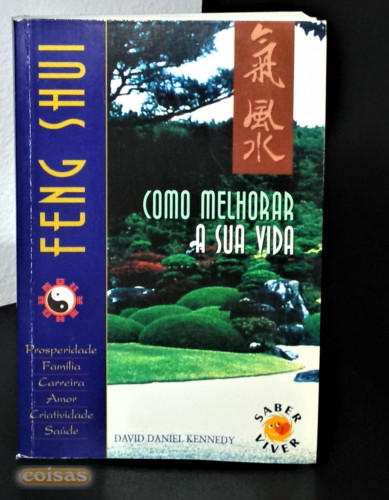 FENG SHUI
氣
風
水
COMO MELHORAR
A SUA VIDA
Prosperidade
Família
Carreira
Amor
Criatividade
Saúde
DAVID DANIEL KENNEDY
SABER
VIVER
coisas